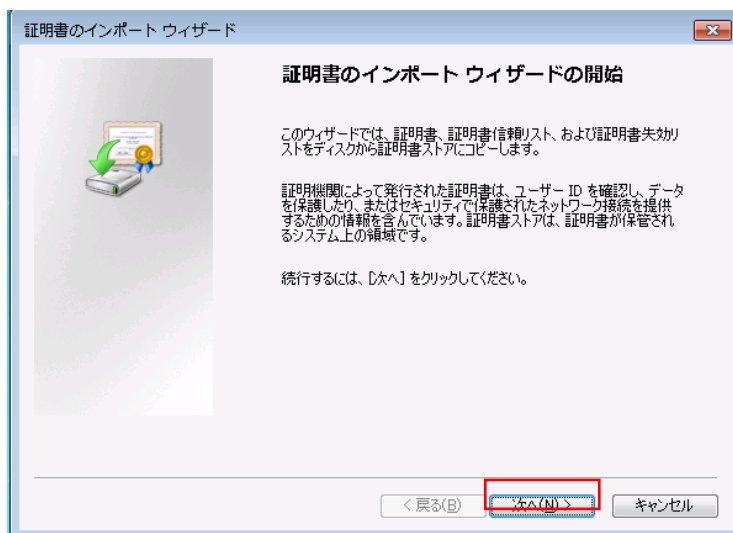 証明書のインポート ウィザード
証明書のインポート ウィザードの開始
このウィザードでは、証明書、証明書信頼リスト、および証明書失効リ
ストをディスクから証明書ストアにコピーします。
証明機関によって発行された証明書は、ユーザー ID を確認し、データ
を保護したり、またはセキュリティで保護されたネットワーク接続を提供
するための情報を含んでいます。証明書ストアは、証明書が保管され
るシステム上の領域です。
続行するには、[次へ] をクリックしてください。
< 戻る(B)
次へ(N) >
キャンセル